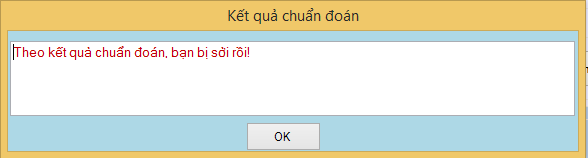 Kết quả chuẩn đoán
Theo kết quả chuẩn đoán, bạn bị sởi rồi!
OK